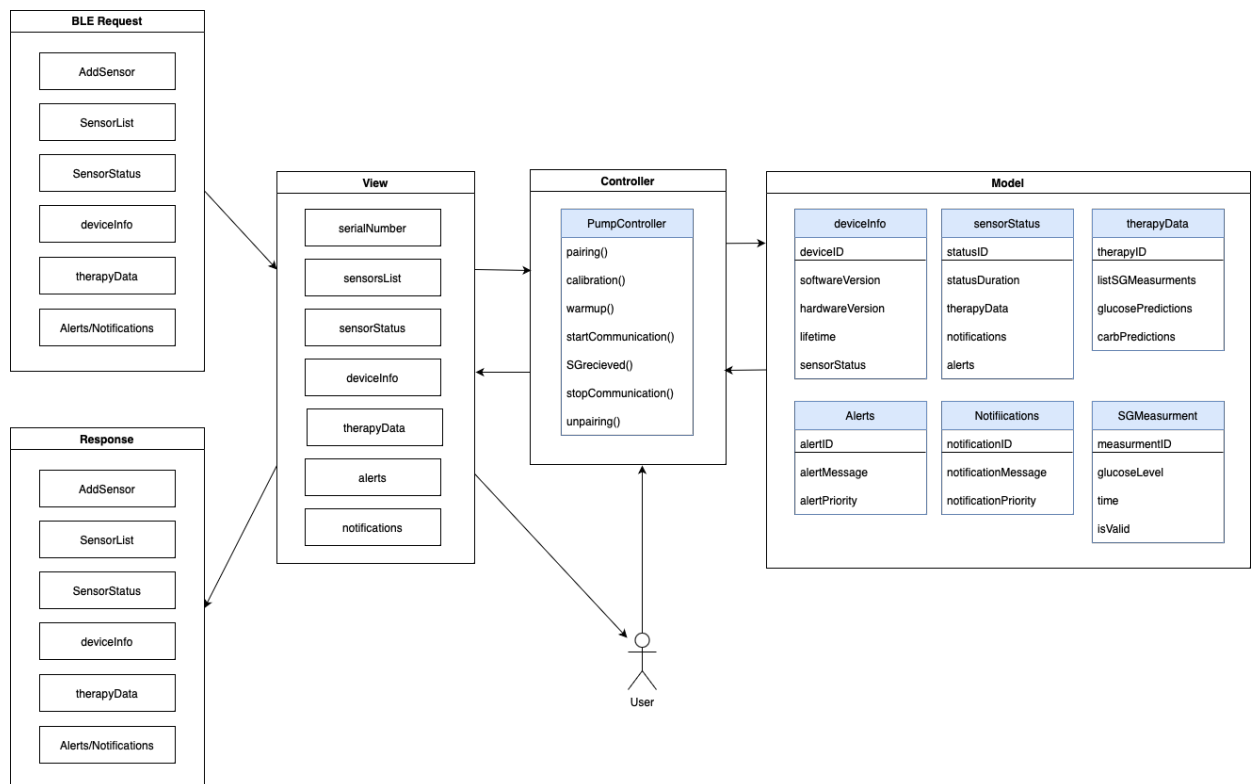 BLE Request
AddSensor
SensorList
SensorStatus
deviceInfo
therapyData
Alerts/Notifications
Response
AddSensor
SensorList
SensorStatus
deviceInfo
therapyData
Alerts/Notifications
View
serialNumber
sensorsList
sensorStatus
deviceInfo
therapyData
alerts
notifications
Controller
PumpController
pairing()
calibration()
warmup()
startCommunication()
SGrecieved()
stopCommunication()
unpairing()
User
Model
deviceInfo
deviceID
softwareVersion
hardwareVersion
lifetime
sensorStatus
sensorStatus
statusID
statusDuration
therapyData
notifications
alerts
therapyData
therapyID
listSGMeasurments
glucosePredictions
carbPredictions
Alerts
alertID
alertMessage
alertPriority
Notifiications
notificationID
notificationMessage
notificationPriority
SGMeasurment
measurmentID
glucoseLevel
time
isValid